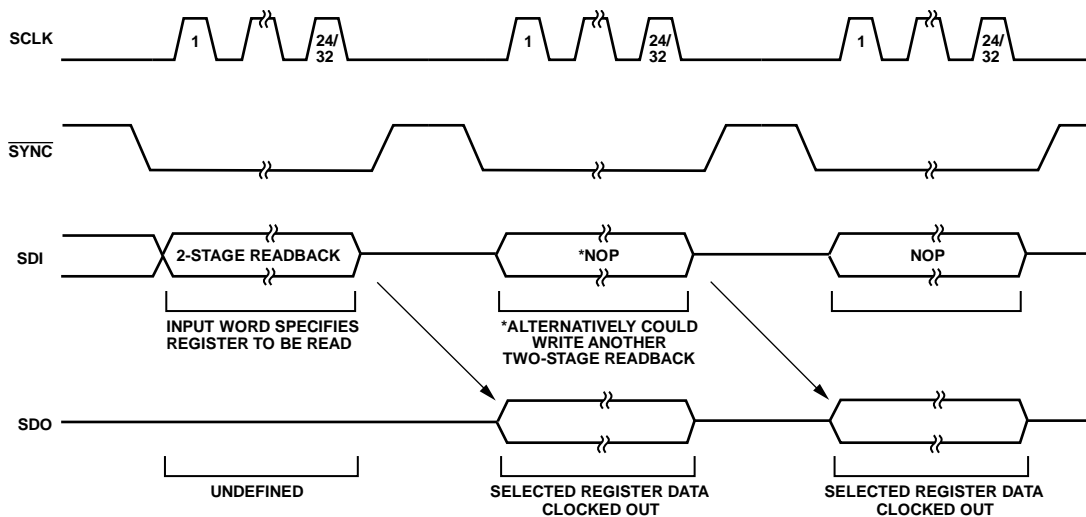 SCLK
1
24/
32
1
24/
32
1
24/
32
SYNC
SDI
2-STAGE READBACK
*NOP
NOP
INPUT WORD SPECIFIES
REGISTER TO BE READ
*ALTERNATIVELY COULD
WRITE ANOTHER
TWO-STAGE READBACK
SDO
UNDEFINED
SELECTED REGISTER DATA
CLOCKED OUT
SELECTED REGISTER DATA
CLOCKED OUT